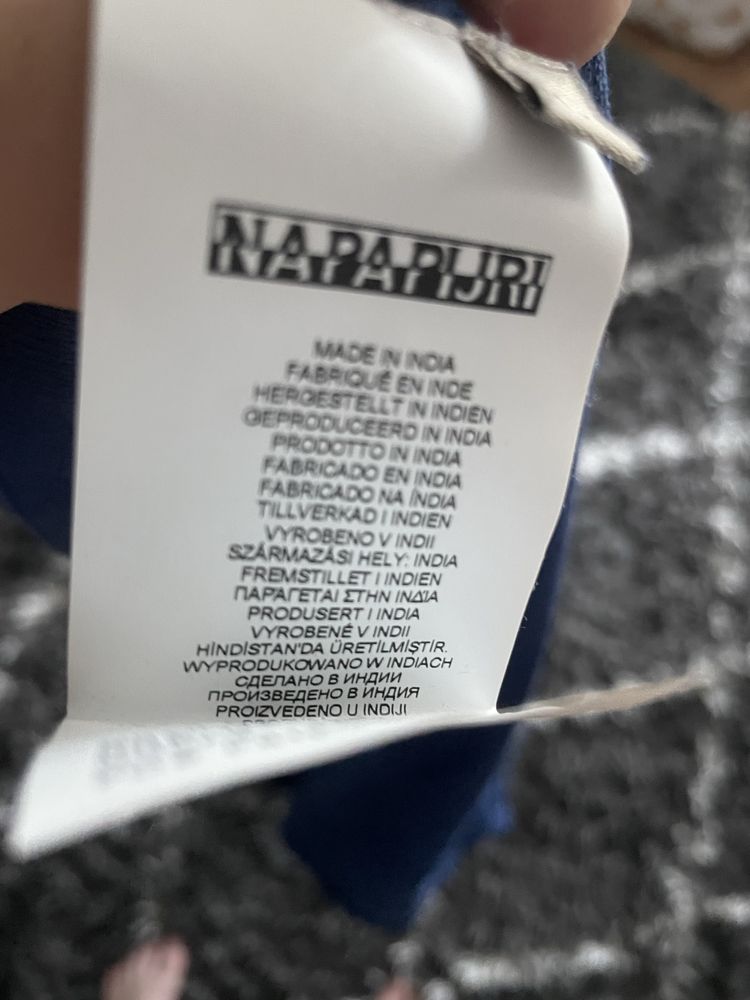 NAPAPIJRI
MADE IN INDIA
FABRIQUÉ EN INDE
HERGESTELLT IN INDIEN
GEPRODUCEERD IN INDIA
PRODOTTO IN INDIA
FABRICADO EN INDIA
FABRICADO NA ÍNDIA
TILLVERKAD I INDIEN
VYROBENO V INDII
SZÁRMAZÁSI HELY: INDIA
FREMSTILLET I INDIEN
ΠΑΡΑΓΕΤΑΙ ΣΤΗΝ ΙΝΔΙΑ
PRODUSERT I INDIA
VYROBENÉ V INDII
HİNDİSTAN'DA ÜRETİLMİŞTİR.
WYPRODUKOWANO W INDIACH
СДЕЛАНО В ИНДИИ
ПРОИЗВЕДЕНО В ИНДИЯ
PROIZVEDENO U INDIJI